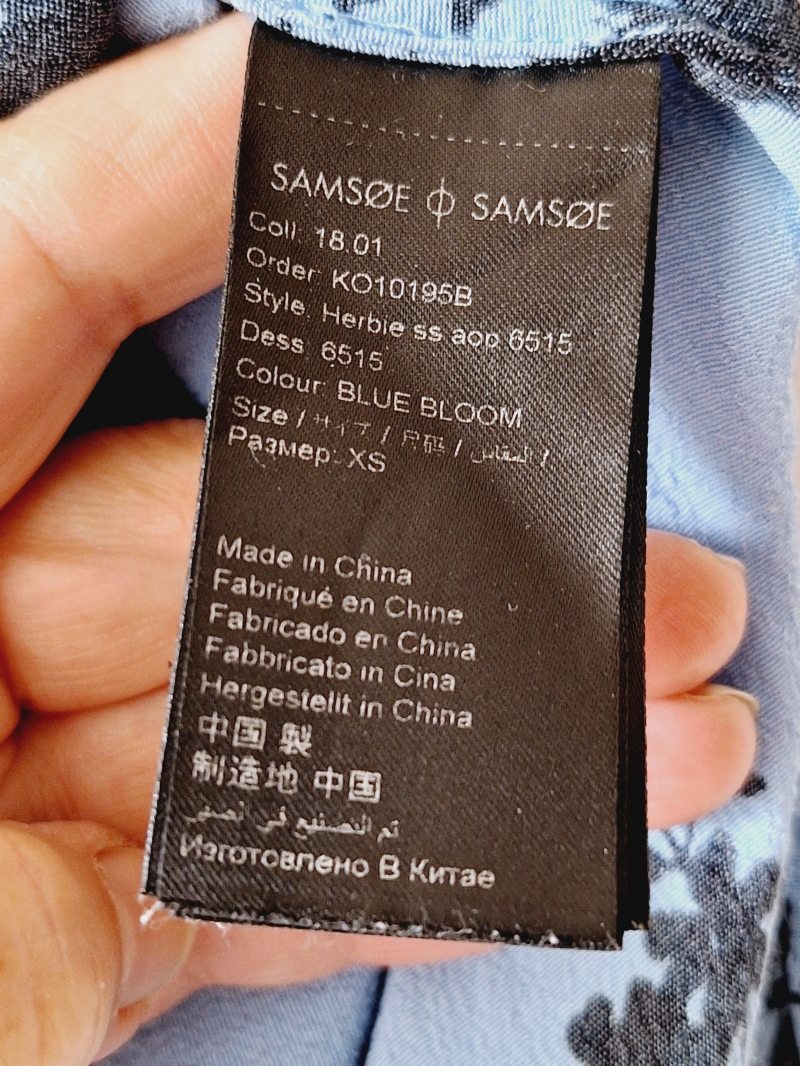 SAMSØE ϕ SAMSØE
Coll. 18.01
Order: KO10195B
Style: Herbie ss aop 6515
Dess: 6515
Colour: BLUE BLOOM
Size / サイズ / 尺码 / المقاس /
Размер: XS
Made in China
Fabriqué en Chine
Fabricado en China
Fabbricato in Cina
Hergestellt in China
中国 製
制造地 中国
تم التصنيع في الصين
Изготовлено В Китае